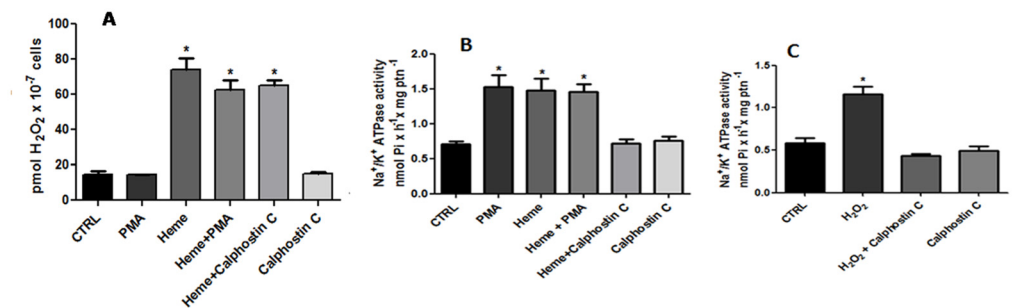 A
pmol H₂O₂ x 10⁻⁷ cells
100
80
60
40
20
0
*
*
*
CTRL
PMA
Heme
Heme+PMA
Heme+Calphostin C
Calphostin C
B
Na⁺/K⁺ ATPase activity
nmol Pi x h⁻¹x mg ptn⁻¹
2.0
1.5
1.0
0.5
0.0
*
*
*
CTRL
PMA
Heme
Heme + PMA
Heme+Calphostin C
Calphostin C
C
Na⁺/K⁺ ATPase activity
nmol Pi x h⁻¹x mg ptn⁻¹
1.5
1.0
0.5
0.0
*
CTRL
H₂O₂
H₂O₂ + Calphostin C
Calphostin C